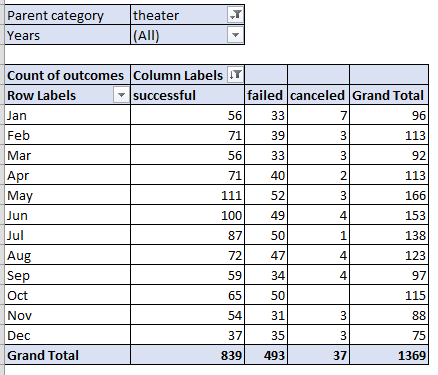 Parent category theater
Years (All)
Count of outcomes Column Labels
Row Labels successful failed canceled Grand Total
Jan 56 33 7 96
Feb 71 39 3 113
Mar 56 33 3 92
Apr 71 40 2 113
May 111 52 3 166
Jun 100 49 4 153
Jul 87 50 1 138
Aug 72 47 4 123
Sep 59 34 4 97
Oct 65 50 115
Nov 54 31 3 88
Dec 37 35 3 75
Grand Total 839 493 37 1369